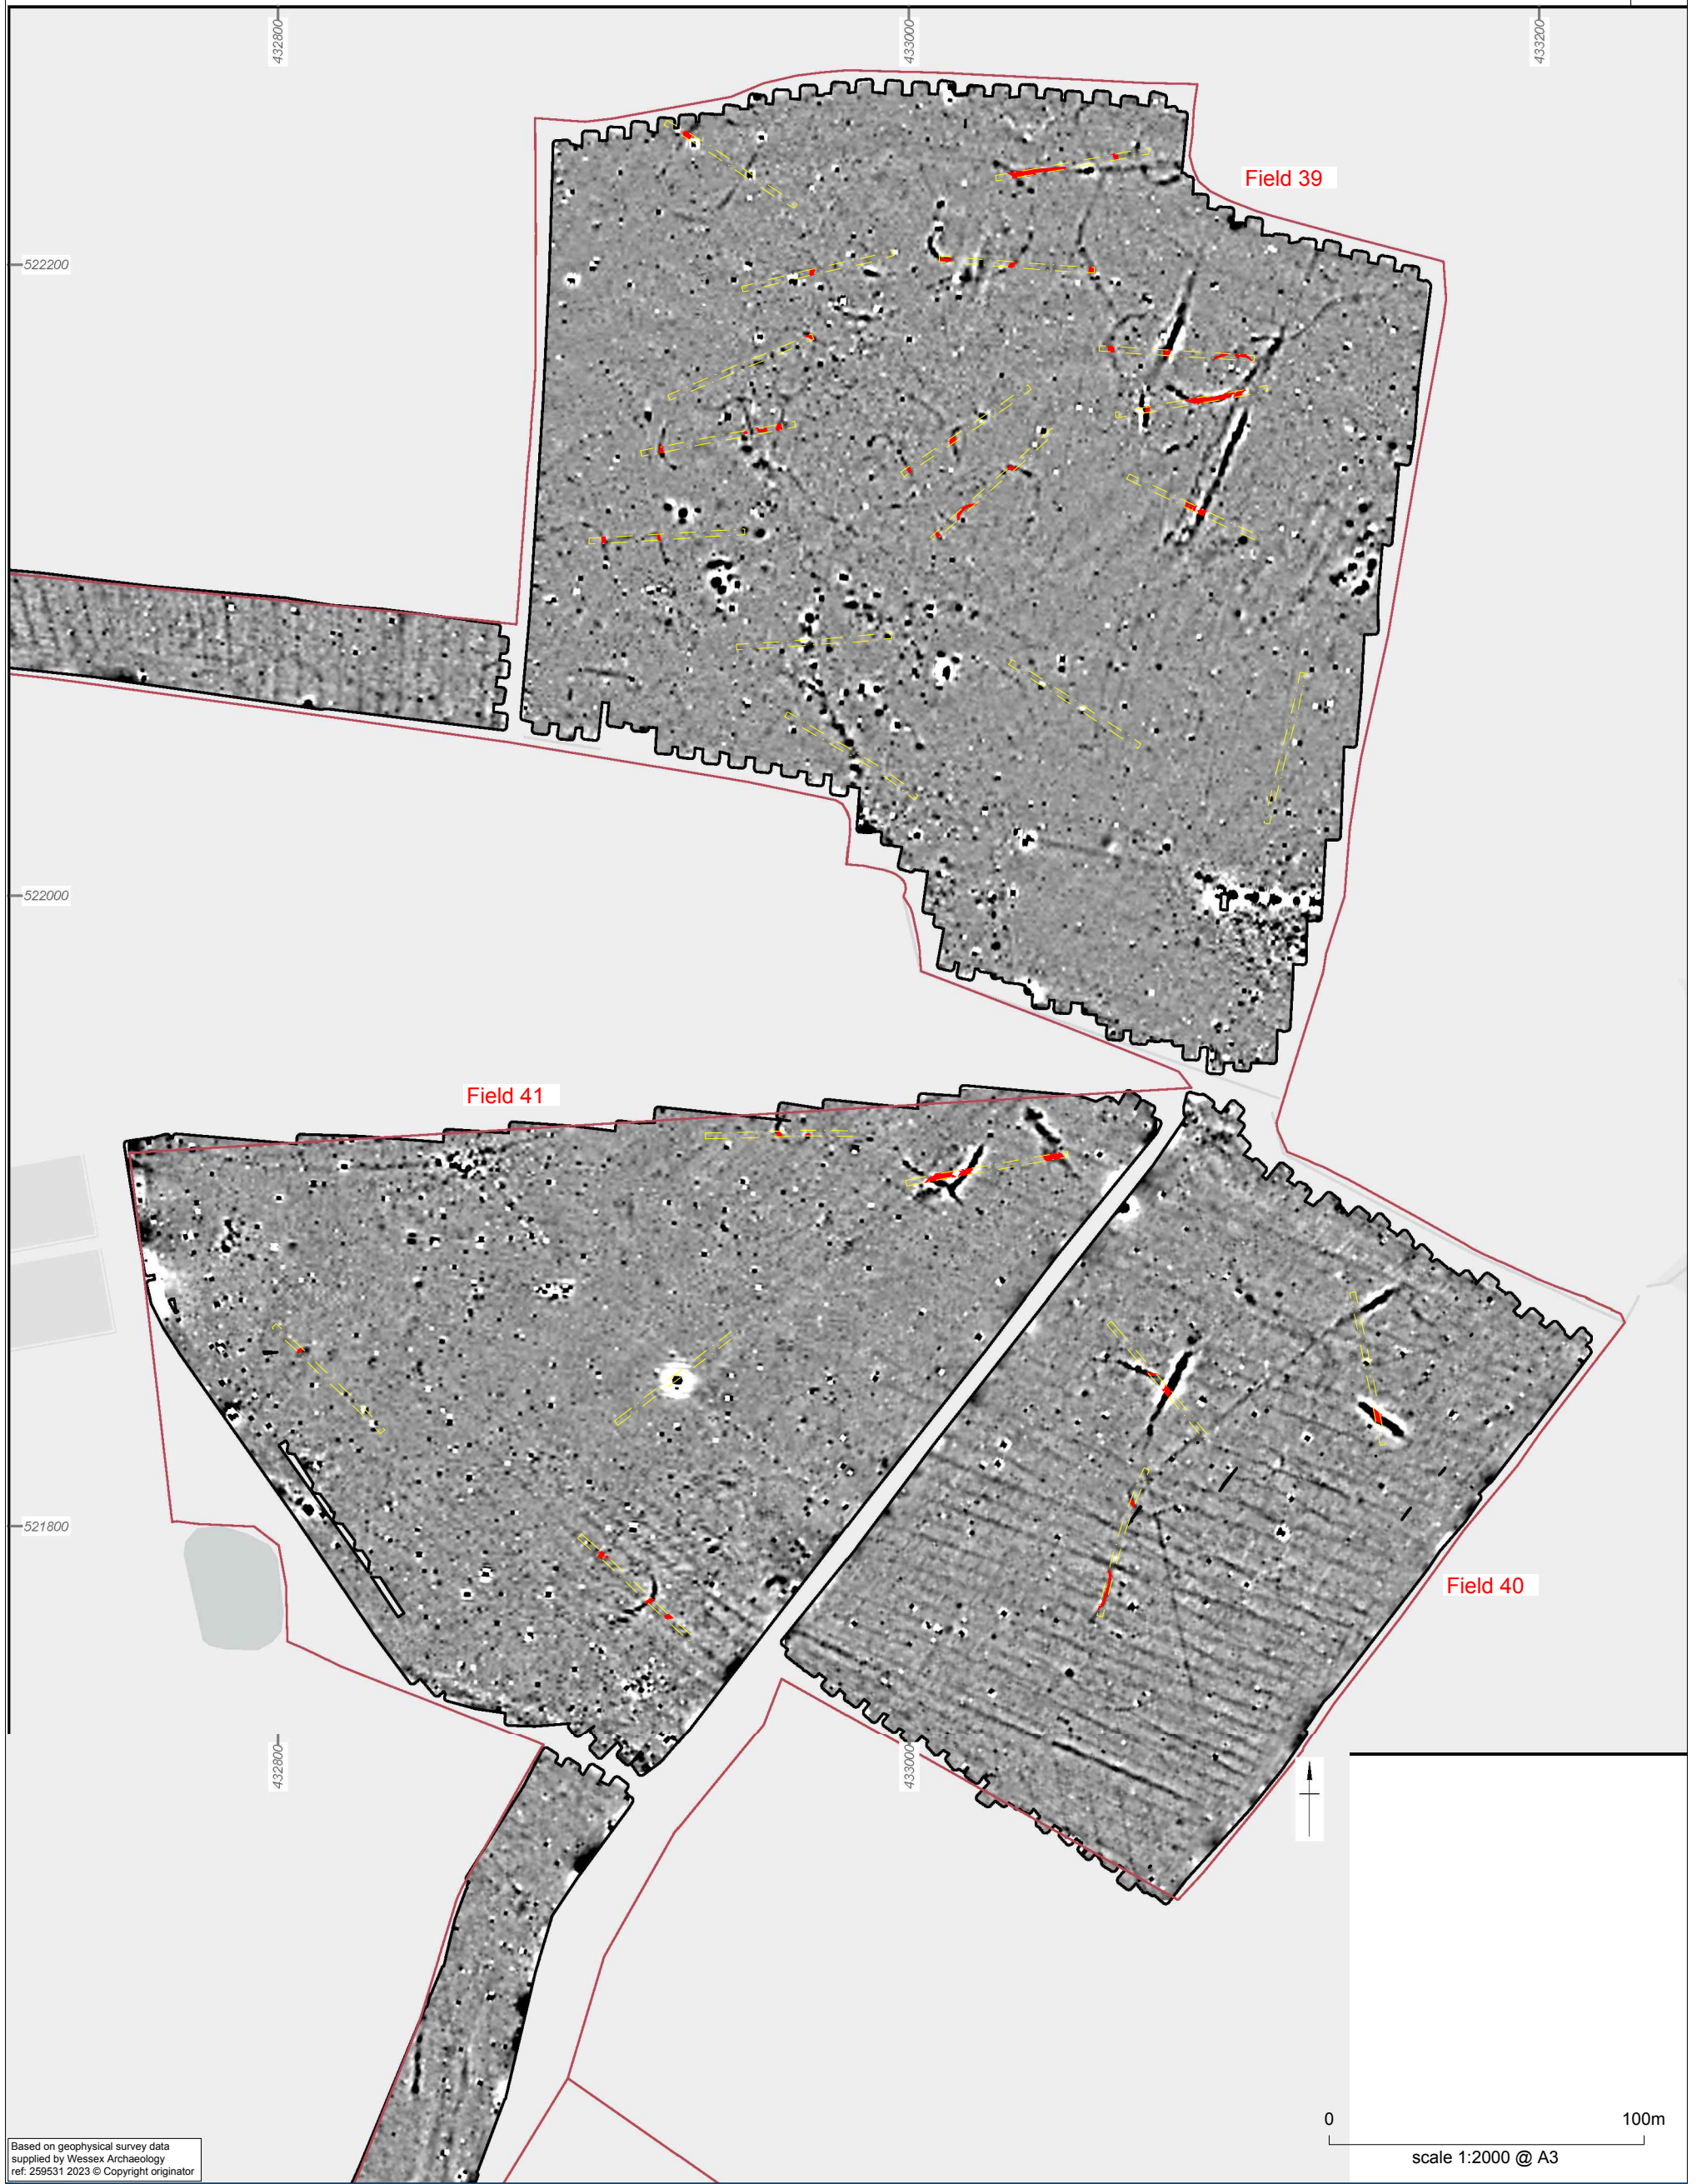 432800
433000
433200
Field 39
522200
522000
Field 41
521800
Field 40
432800
433000
0
100m
scale 1:2000 @ A3
Based on geophysical survey data
supplied by Wessex Archaeology
ref: 259531 2023 © Copyright originator